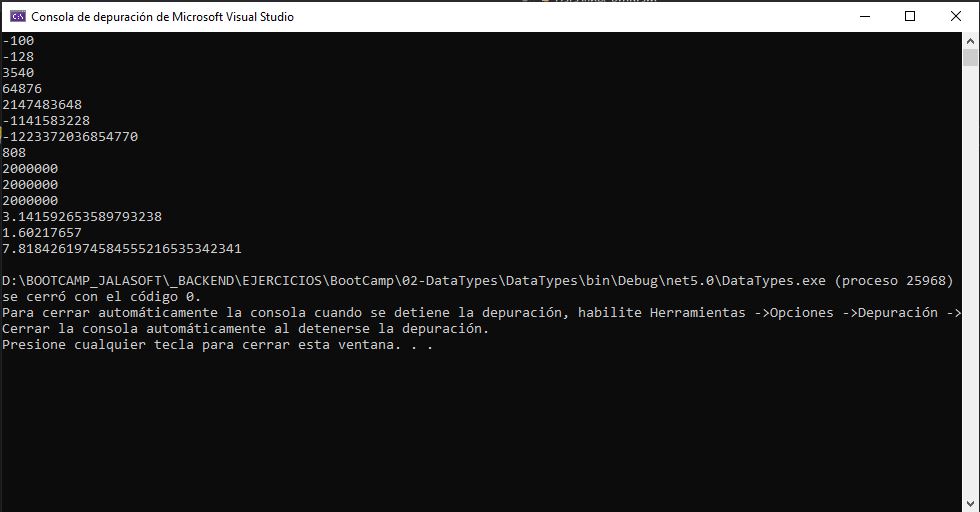 Consola de depuración de Microsoft Visual Studio
-100
-128
3540
64876
2147483648
-1141583228
-1223372036854770
808
2000000
2000000
2000000
3.141592653589793238
1.60217657
7.8184261974584555216535342341
D:\BOOTCAMP_JALASOFT\_BACKEND\EJERCICIOS\BootCamp\02-DataTypes\DataTypes\bin\Debug\net5.0\DataTypes.exe (proceso 25968)
se cerró con el código 0.
Para cerrar automáticamente la consola cuando se detiene la depuración, habilite Herramientas ->Opciones ->Depuración ->
Cerrar la consola automáticamente al detenerse la depuración.
Presione cualquier tecla para cerrar esta ventana. . .